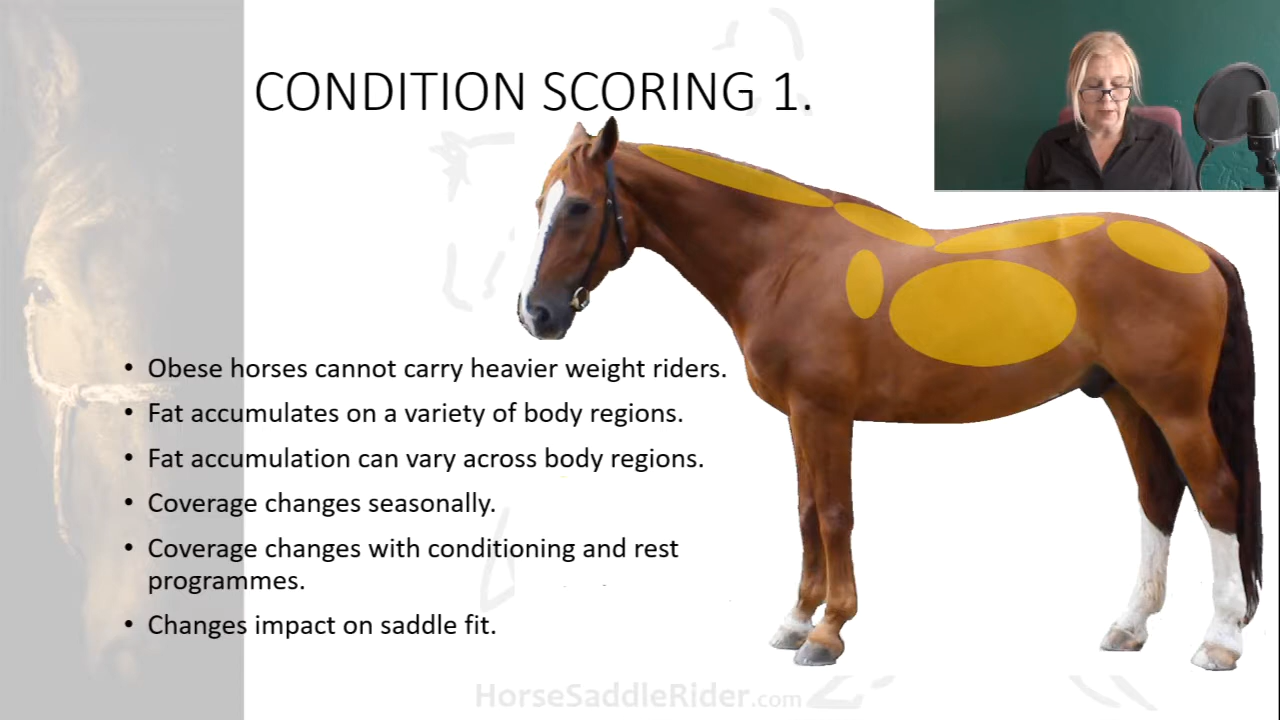 CONDITION SCORING 1.
• Obese horses cannot carry heavier weight riders.
• Fat accumulates on a variety of body regions.
• Fat accumulation can vary across body regions.
• Coverage changes seasonally.
• Coverage changes with conditioning and rest
programmes.
• Changes impact on saddle fit.
HorseSaddleRider.com